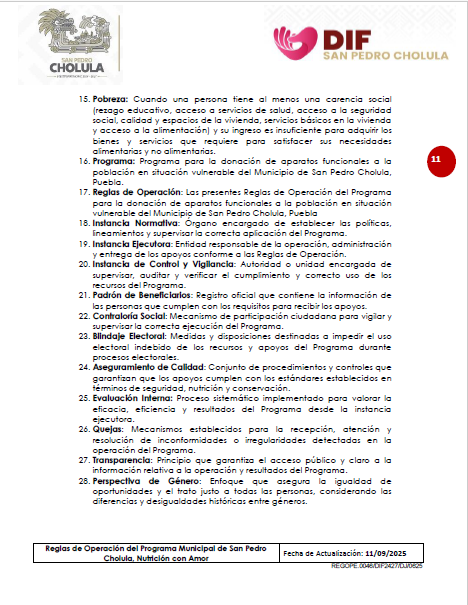 SAN PEDRO
CHOLULA
DIF
SAN PEDRO CHOLULA
11
15. Pobreza: Cuando una persona tiene al menos una carencia social
(rezago educativo, acceso a servicios de salud, acceso a la seguridad
social, calidad y espacios de la vivienda, servicios básicos en la vivienda
y acceso a la alimentación) y su ingreso es insuficiente para adquirir los
bienes y servicios que requiere para satisfacer sus necesidades
alimentarias y no alimentarias.
16. Programa: Programa para la donación de aparatos funcionales a la
población en situación vulnerable del Municipio de San Pedro Cholula,
Puebla.
17. Reglas de Operación: Las presentes Reglas de Operación del Programa
para la donación de aparatos funcionales a la población en situación
vulnerable del Municipio de San Pedro Cholula, Puebla
18. Instancia Normativa: Órgano encargado de establecer las políticas,
lineamientos y supervisar la correcta aplicación del Programa.
19. Instancia Ejecutora: Entidad responsable de la operación, administración
y entrega de los apoyos conforme a las Reglas de Operación.
20. Instancia de Control y Vigilancia: Autoridad o unidad encargada de
supervisar, auditar y verificar el cumplimiento y correcto uso de los
recursos del Programa.
21. Padrón de Beneficiarios: Registro oficial que contiene la información de
las personas que cumplen con los requisitos para recibir los apoyos.
22. Contraloría Social: Mecanismo de participación ciudadana para vigilar y
supervisar la correcta ejecución del Programa.
23. Blindaje Electoral: Medidas y disposiciones destinadas a impedir el uso
electoral indebido de los recursos y apoyos del Programa durante
procesos electorales.
24. Aseguramiento de Calidad: Conjunto de procedimientos y controles que
garantizan que los apoyos cumplen con los estándares establecidos en
términos de seguridad, nutrición y conservación.
25. Evaluación Interna: Proceso sistemático implementado para valorar la
eficacia, eficiencia y resultados del Programa desde la instancia
ejecutora.
26. Quejas: Mecanismos establecidos para la recepción, atención y
resolución de inconformidades o irregularidades detectadas en la
operación del Programa.
27. Transparencia: Principio que garantiza el acceso público y claro a la
información relativa a la operación y resultados del Programa.
28. Perspectiva de Género: Enfoque que asegura la igualdad de
oportunidades y el trato justo a todas las personas, considerando las
diferencias y desigualdades históricas entre géneros.
Reglas de Operación del Programa Municipal de San Pedro
Cholula, Nutrición con Amor
Fecha de Actualización: 11/09/2025
REGOPE.0046/DIF2427/DJ/0625